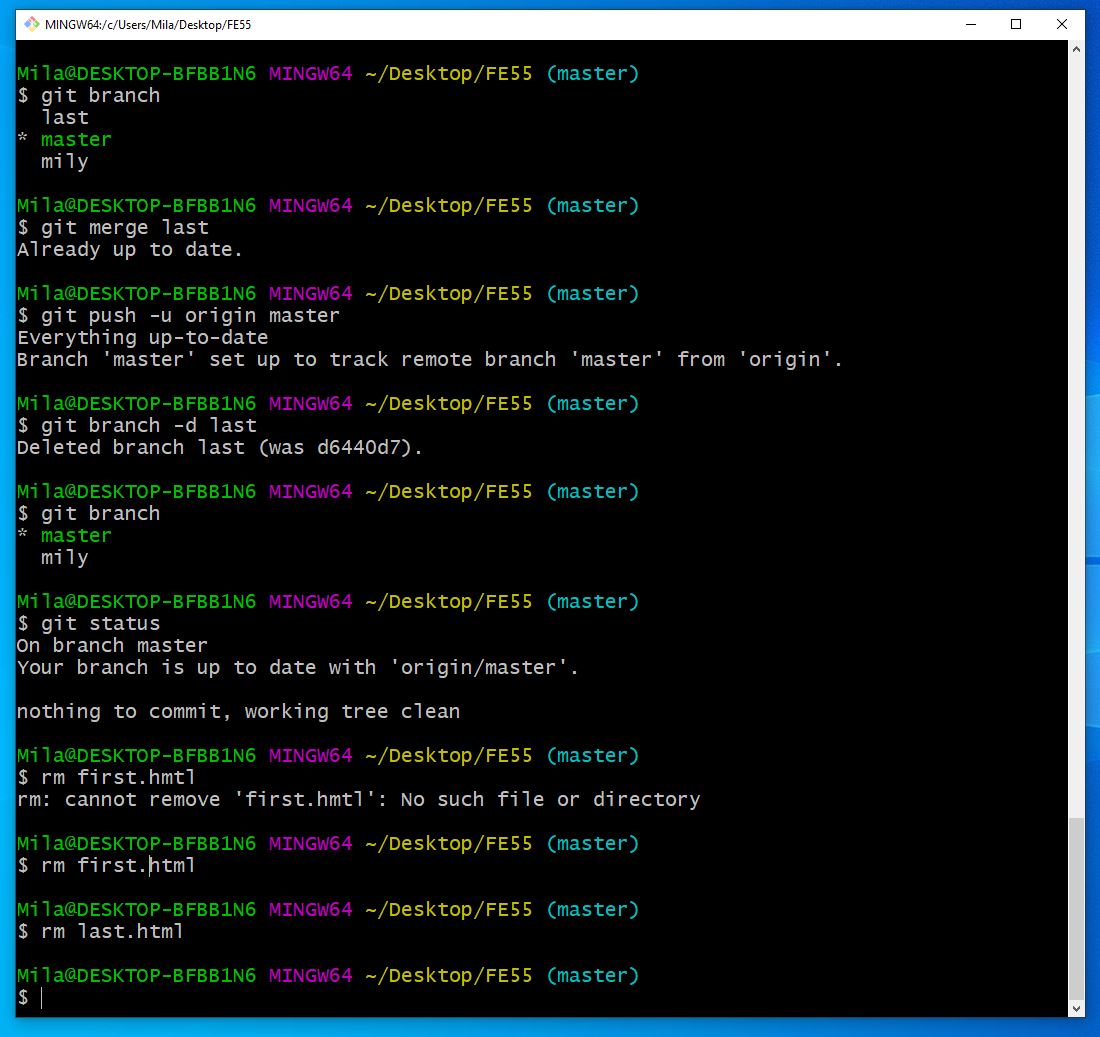 MINGW64:/c/Users/Mila/Desktop/FE55
Mila@DESKTOP-BFBB1N6 MINGW64 ~/Desktop/FE55 (master)
$ git branch
  last
* master
  mily
Mila@DESKTOP-BFBB1N6 MINGW64 ~/Desktop/FE55 (master)
$ git merge last
Already up to date.
Mila@DESKTOP-BFBB1N6 MINGW64 ~/Desktop/FE55 (master)
$ git push -u origin master
Everything up-to-date
Branch 'master' set up to track remote branch 'master' from 'origin'.
Mila@DESKTOP-BFBB1N6 MINGW64 ~/Desktop/FE55 (master)
$ git branch -d last
Deleted branch last (was d6440d7).
Mila@DESKTOP-BFBB1N6 MINGW64 ~/Desktop/FE55 (master)
$ git branch
* master
  mily
Mila@DESKTOP-BFBB1N6 MINGW64 ~/Desktop/FE55 (master)
$ git status
On branch master
Your branch is up to date with 'origin/master'.
nothing to commit, working tree clean
Mila@DESKTOP-BFBB1N6 MINGW64 ~/Desktop/FE55 (master)
$ rm first.hmtl
rm: cannot remove 'first.hmtl': No such file or directory
Mila@DESKTOP-BFBB1N6 MINGW64 ~/Desktop/FE55 (master)
$ rm first.html
Mila@DESKTOP-BFBB1N6 MINGW64 ~/Desktop/FE55 (master)
$ rm last.html
Mila@DESKTOP-BFBB1N6 MINGW64 ~/Desktop/FE55 (master)
$